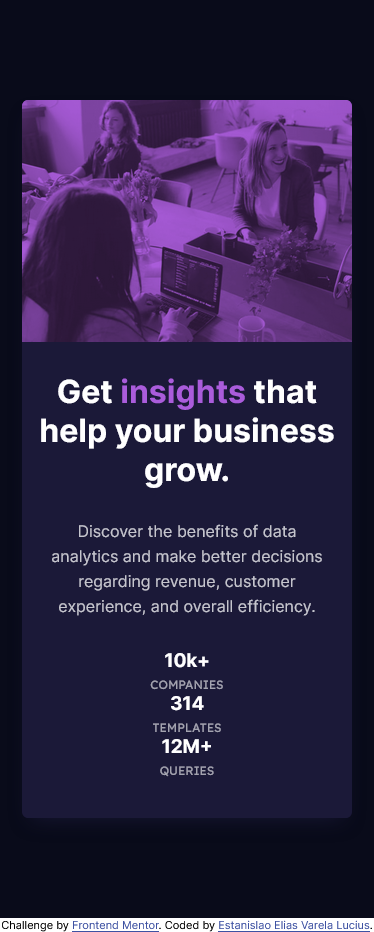 Get insights that
help your business
grow.
Discover the benefits of data
analytics and make better decisions
regarding revenue, customer
experience, and overall efficiency.
10k+
COMPANIES
314
TEMPLATES
12M+
QUERIES
Challenge by Frontend Mentor. Coded by Estanislao Elias Varela Lucius.